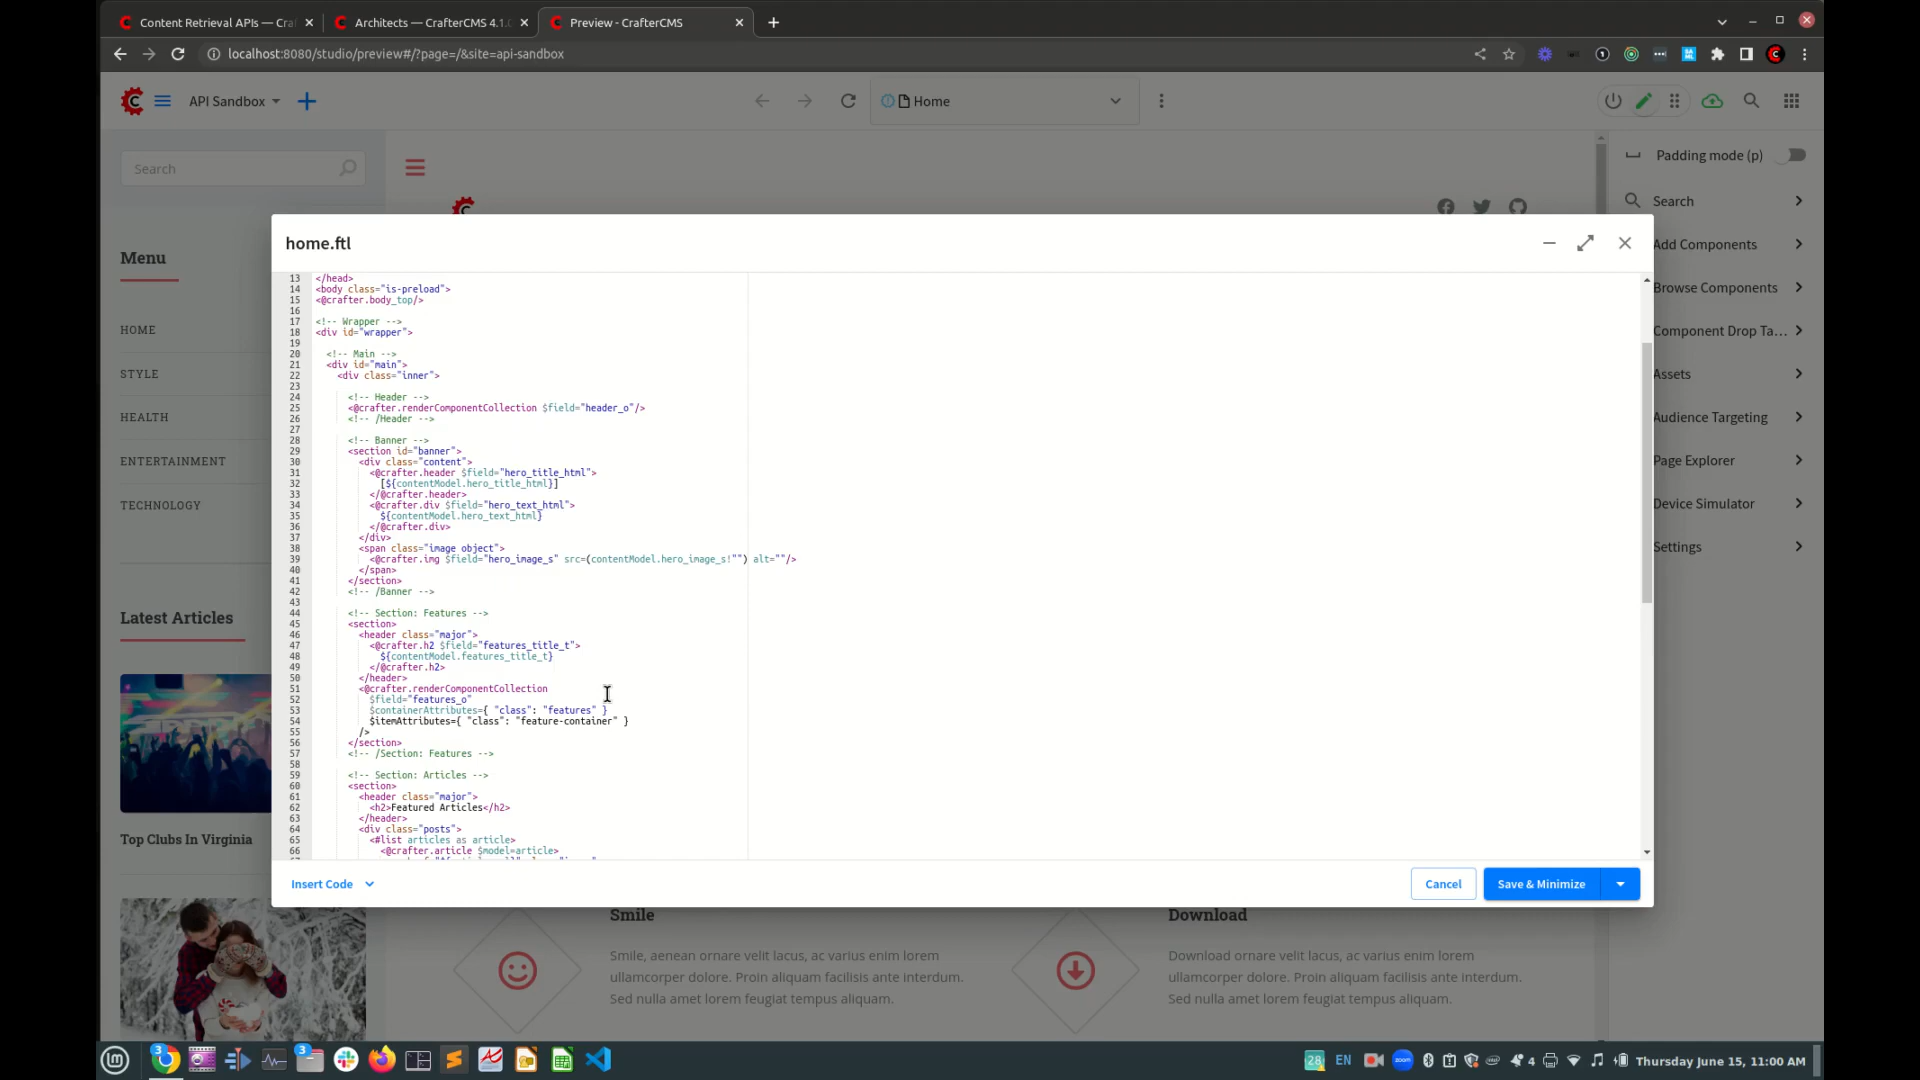 Content Retrieval APIs — Cra
Architects — CrafterCMS 4.1.
Preview - CrafterCMS
localhost:8080/studio/preview#/?page=/&site=api-sandbox
API Sandbox
Home
Search
Menu
HOME
STYLE
HEALTH
ENTERTAINMENT
TECHNOLOGY
Latest Articles
Top Clubs In Virginia
home.ftl
13 </head>
14 <body class="is-preload">
15 <@crafter.body_top/>
16
17 <!-- Wrapper -->
18 <div id="wrapper">
19
20 <!-- Main -->
21 <div id="main">
22 <div class="inner">
23
24 <!-- Header -->
25 <@crafter.renderComponentCollection $field="header_o"/>
26 <!-- /Header -->
27
28 <!-- Banner -->
29 <section id="banner">
30 <div class="content">
31 <@crafter.header $field="hero_title_html">
32 [${contentModel.hero_title_html}]
33 </@crafter.header>
34 <@crafter.div $field="hero_text_html">
35 ${contentModel.hero_text_html}
36 </@crafter.div>
37 </div>
38 <span class="image object">
39 <@crafter.img $field="hero_image_s" src=(contentModel.hero_image_s!"") alt=""/>
40 </span>
41 </section>
42 <!-- /Banner -->
43
44 <!-- Section: Features -->
45 <section>
46 <header class="major">
47 <@crafter.h2 $field="features_title_t">
48 ${contentModel.features_title_t}
49 </@crafter.h2>
50 </header>
51 <@crafter.renderComponentCollection
52 $field="features_o"
53 $containerAttributes={ "class": "features" }
54 $itemAttributes={ "class": "feature-container" }
55 />
56 </section>
57 <!-- /Section: Features -->
58
59 <!-- Section: Articles -->
60 <section>
61 <header class="major">
62 <h2>Featured Articles</h2>
63 </header>
64 <div class="posts">
65 <#list articles as article>
66 <@crafter.article $model=article>
Insert Code
Cancel
Save & Minimize
Smile
Smile, aenean ornare velit lacus, ac varius enim lorem
ullamcorper dolore. Proin aliquam facilisis ante interdum.
Sed nulla amet lorem feugiat tempus aliquam.
Download
Download ornare velit lacus, ac varius enim lorem
ullamcorper dolore. Proin aliquam facilisis ante interdum.
Sed nulla amet lorem feugiat tempus aliquam.
Padding mode (p)
Search
Add Components
Browse Components
Component Drop Ta...
Assets
Audience Targeting
Page Explorer
Device Simulator
Settings
3
3
28
EN
zoom
4
Thursday June 15, 11:00 AM